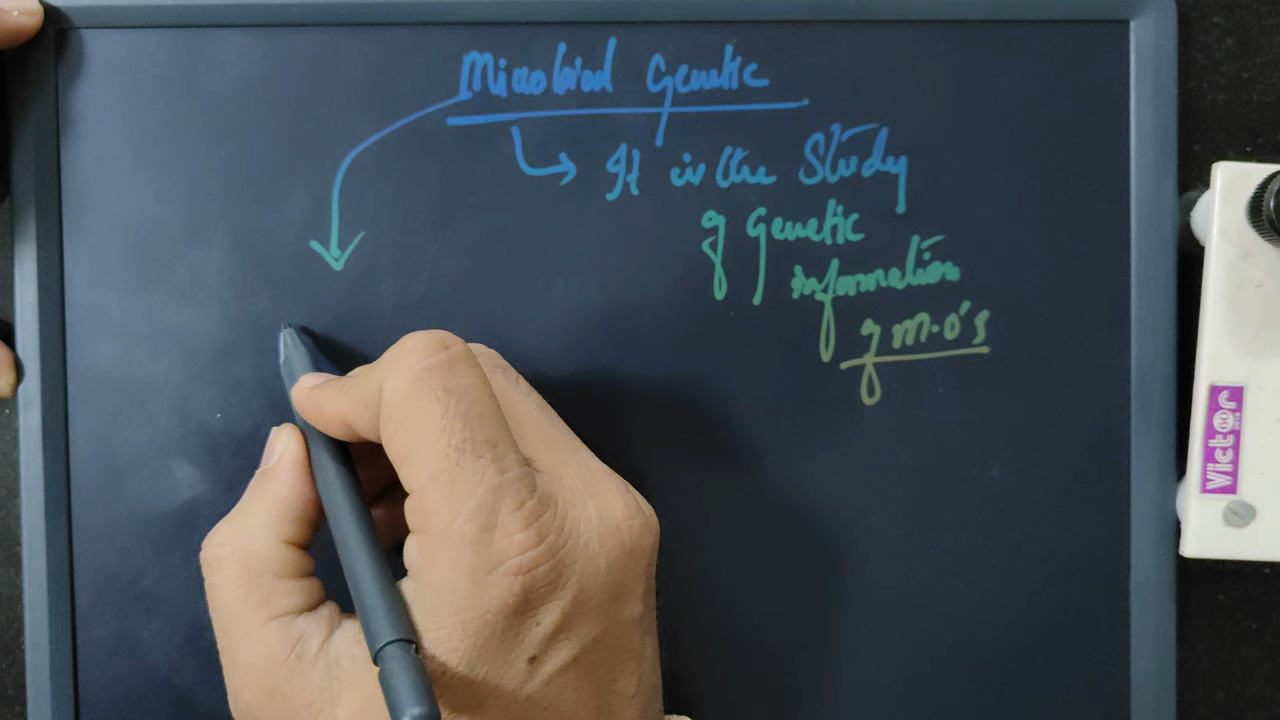 Microbial Genetic
It is the Study
of Genetic
information
of M.O's
Victor